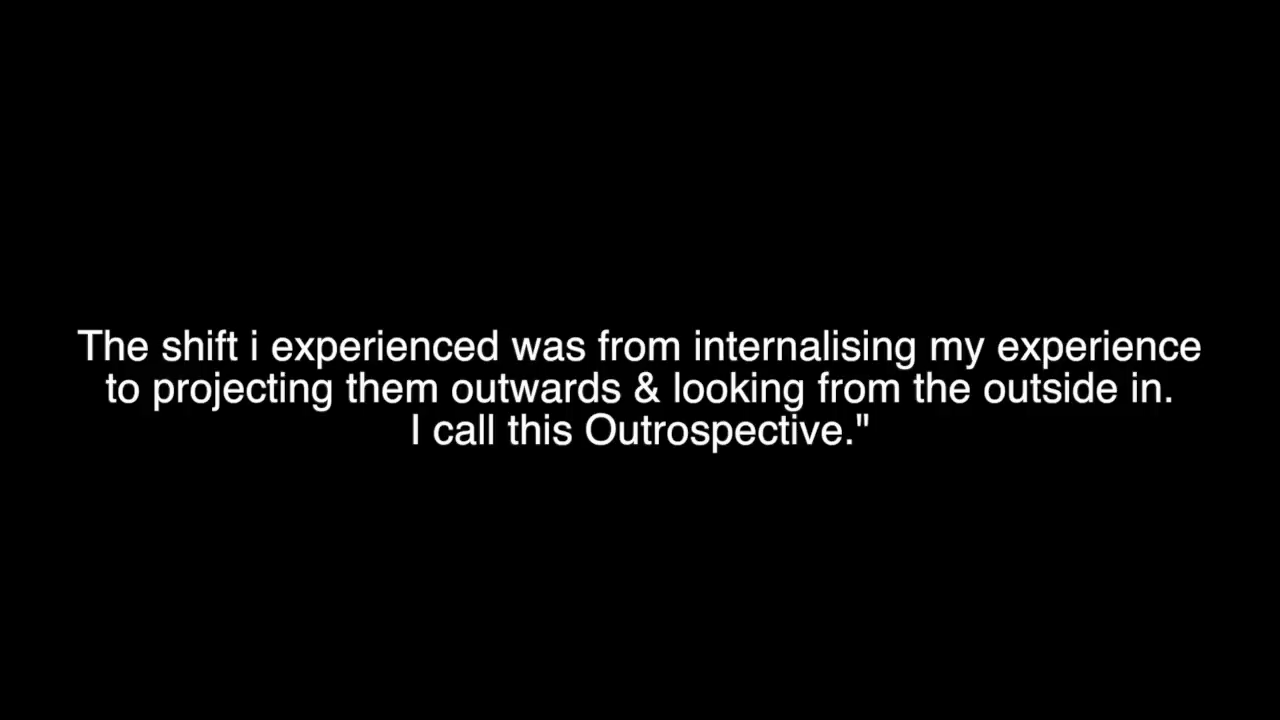 The shift i experienced was from internalising my experience
to projecting them outwards & looking from the outside in.
I call this Outrospective."